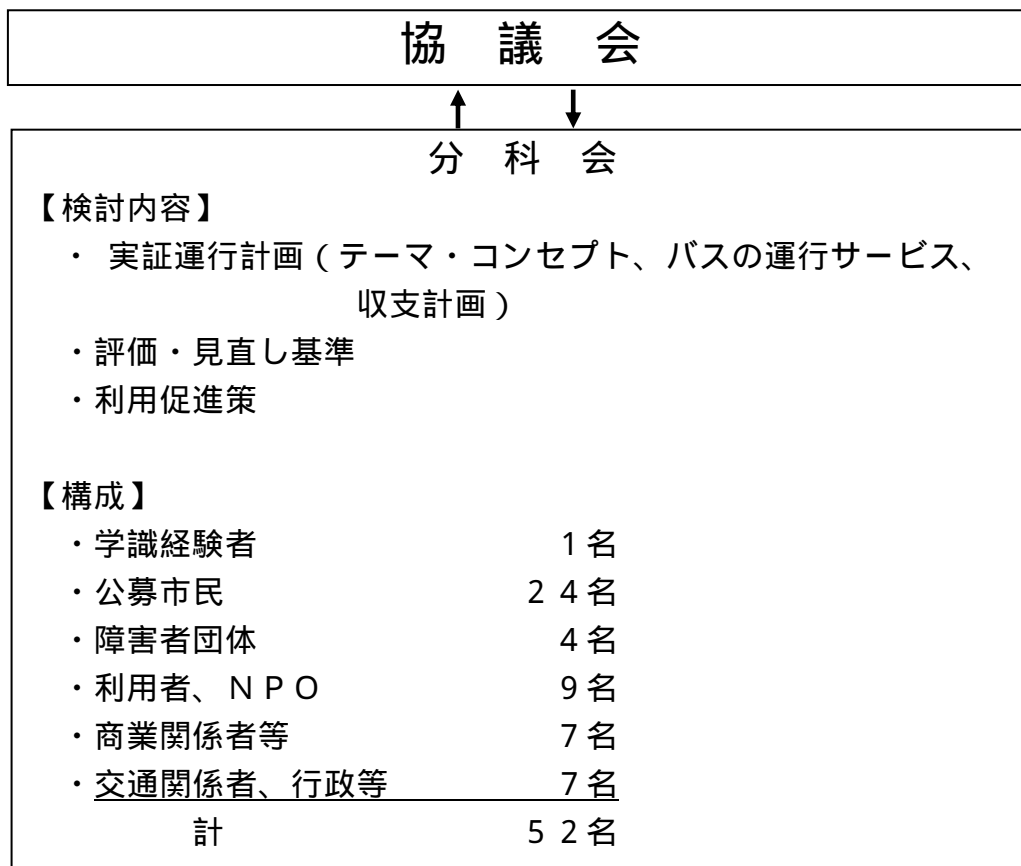 協 議 会
分 科 会
【検討内容】
・ 実証運行計画(テーマ・コンセプト、バスの運行サービス、
収支計画)
・評価・見直し基準
・利用促進策
【構成】
・学識経験者 1名
・公募市民 24名
・障害者団体 4名
・利用者、NPO 9名
・商業関係者等 7名
・交通関係者、行政等 7名
計 52名